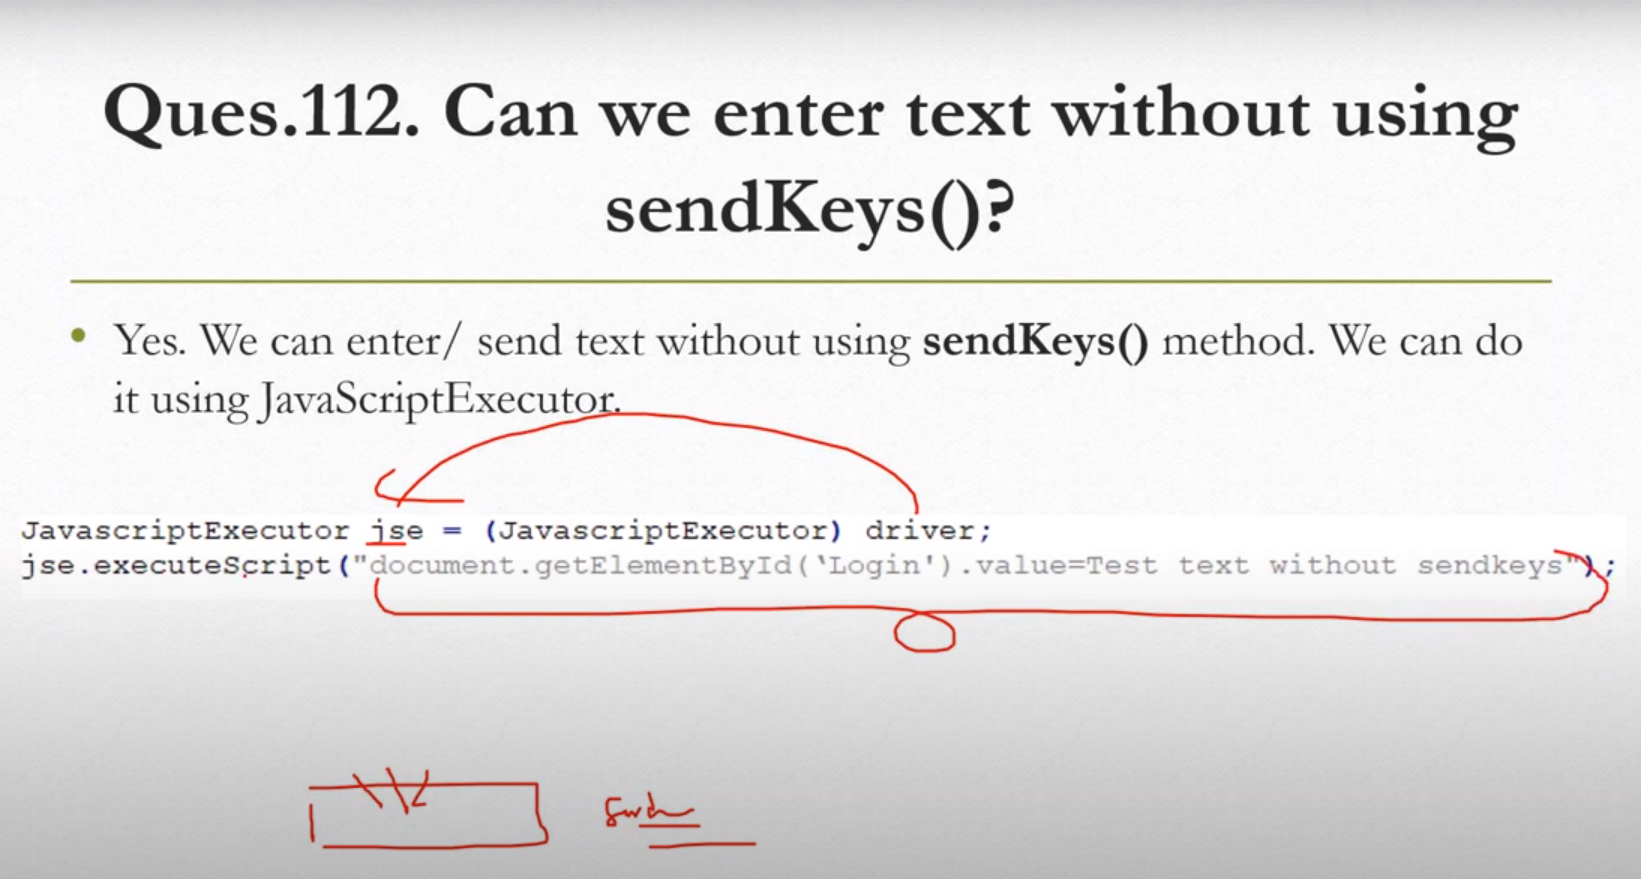 Ques.112. Can we enter text without using
sendKeys()?
• Yes. We can enter/ send text without using sendKeys() method. We can do
it using JavaScriptExecutor.
JavascriptExecutor jse = (JavascriptExecutor) driver;
jse.executeScript("document.getElementById(‘Login').value=Test text without sendkeys");